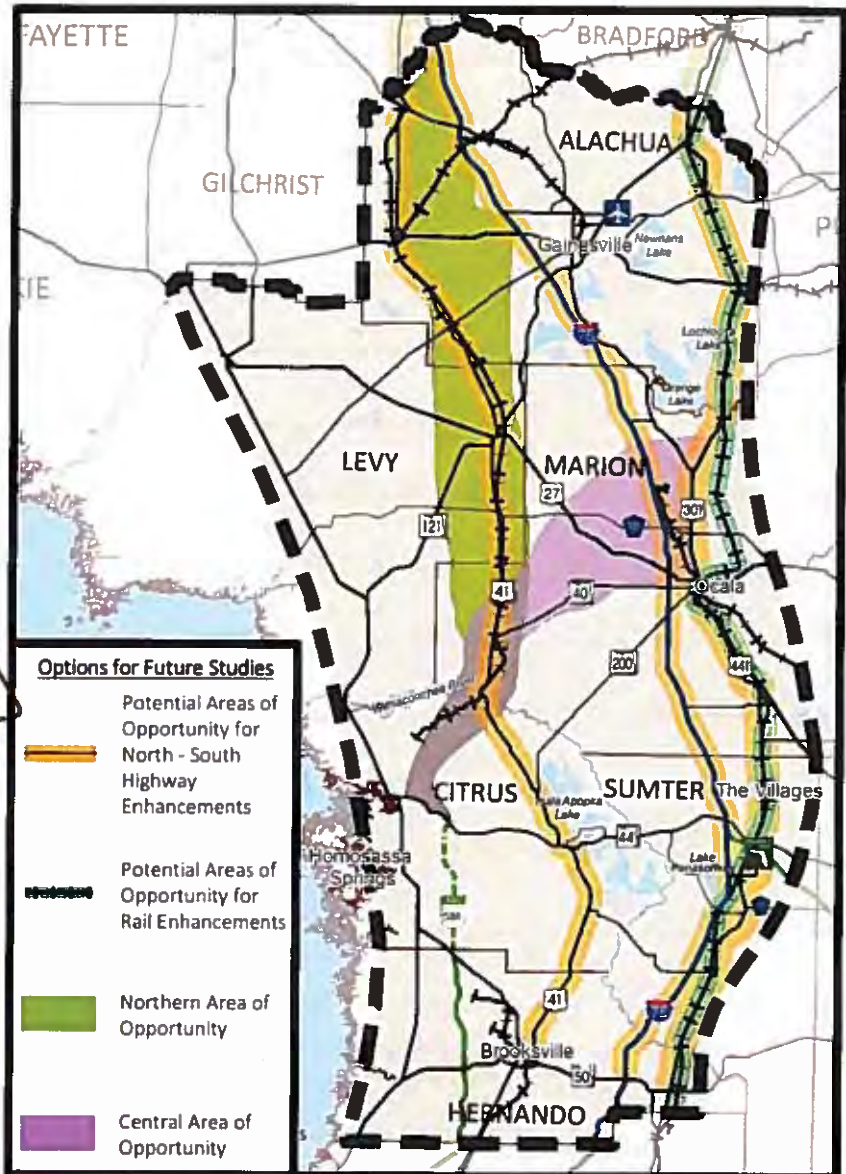 FAYETTE
BRADFORD
ALACHUA
GILCHRIST
Gainesville
Newnans
Lake
Lochloosa
Lake
Orange
Lake
LEVY
MARION
27
301
121
41
40
Ocala
200
441
Options for Future Studies
Potential Areas of
Opportunity for
North - South
Highway
Enhancements
Potential Areas of
Opportunity for
Rail Enhancements
Northern Area of
Opportunity
Central Area of
Opportunity
CITRUS
SUMTER
The Villages
Lake
44
Lake
Homosassa
Springs
41
Brooksville
50
HERNANDO